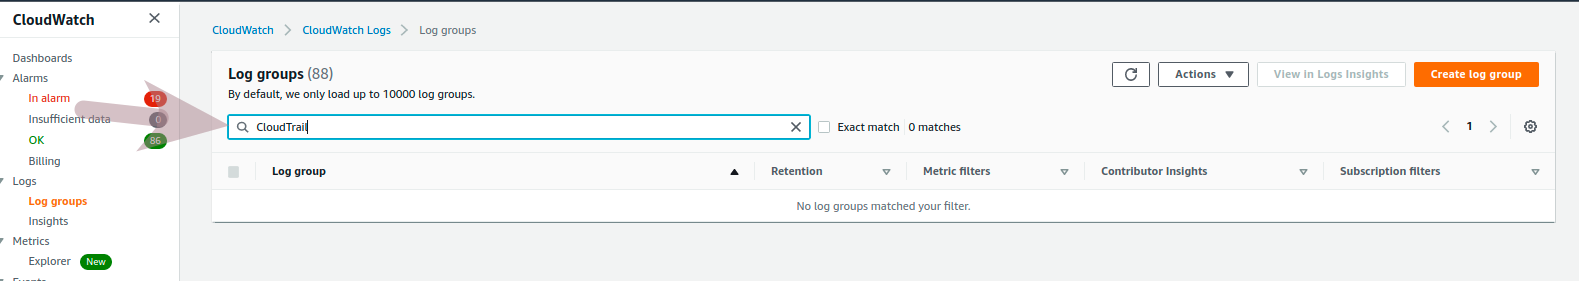 CloudWatch
Dashboards
Alarms
In alarm 19
Insufficient data 0
OK 86
Billing
Logs
Log groups
Insights
Metrics
Explorer New
Events
CloudWatch CloudWatch Logs Log groups
Log groups (88)
By default, we only load up to 10000 log groups.
Actions View in Logs Insights Create log group
CloudTrail Exact match 0 matches 1
Log group Retention Metric filters Contributor Insights Subscription filters
No log groups matched your filter.